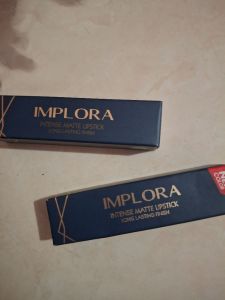 IMPLORA
INTENSE MATTE LIPSTICK
LONG LASTING FINISH
IMPLORA
INTENSE MATTE LIPSTICK
LONG LASTING FINISH